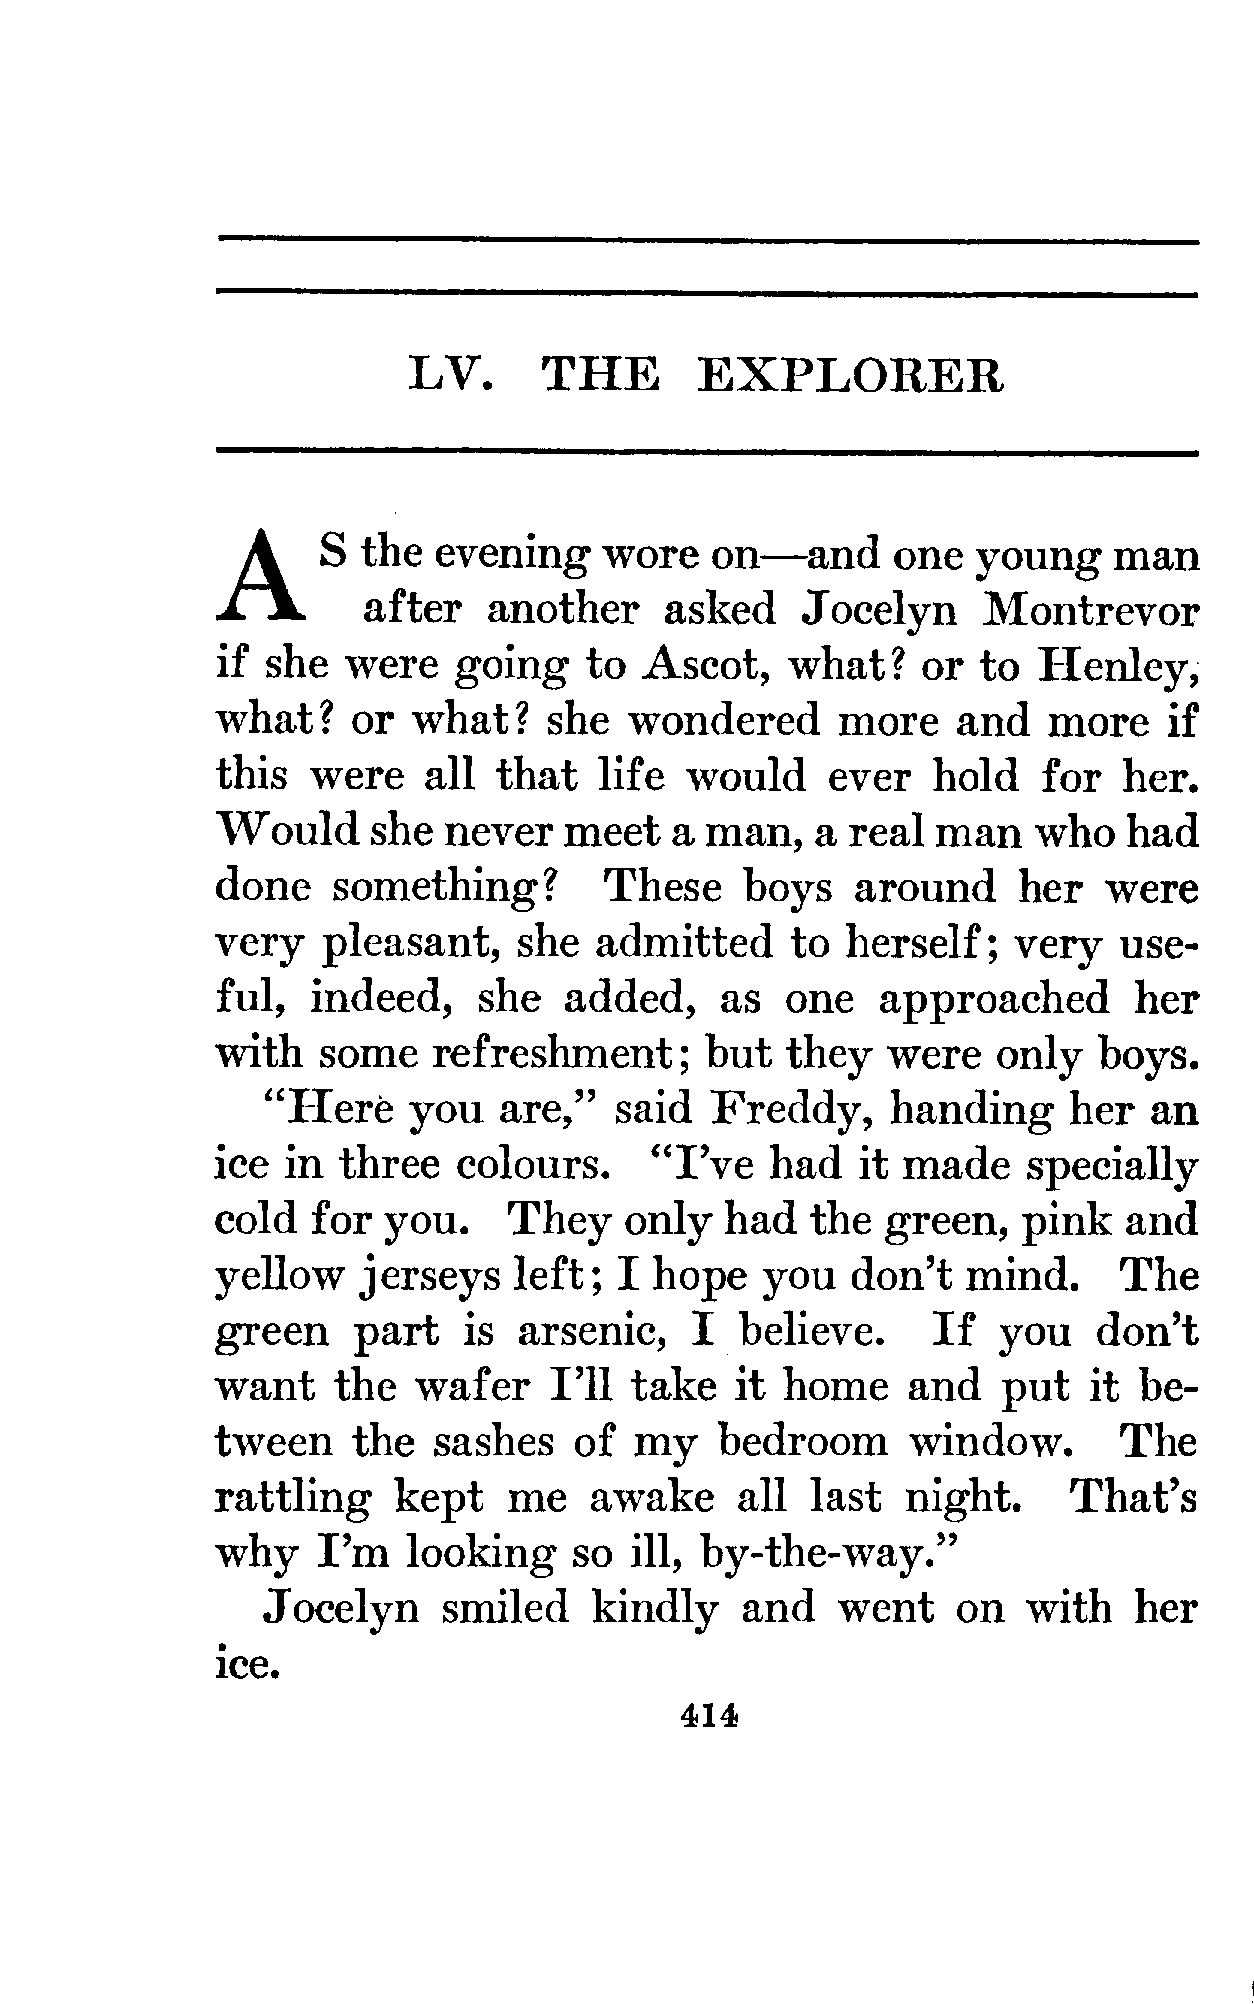 LV. THE EXPLORER
AS the evening wore on—and one young man
after another asked Jocelyn Montrevor
if she were going to Ascot, what? or to Henley,
what? or what? she wondered more and more if
this were all that life would ever hold for her.
Would she never meet a man, a real man who had
done something? These boys around her were
very pleasant, she admitted to herself; very use-
ful, indeed, she added, as one approached her
with some refreshment; but they were only boys.
"Here you are," said Freddy, handing her an
ice in three colours. "I've had it made specially
cold for you. They only had the green, pink and
yellow jerseys left; I hope you don't mind. The
green part is arsenic, I believe. If you don't
want the wafer I'll take it home and put it be-
tween the sashes of my bedroom window. The
rattling kept me awake all last night. That's
why I'm looking so ill, by-the-way."
Jocelyn smiled kindly and went on with her
ice.
414